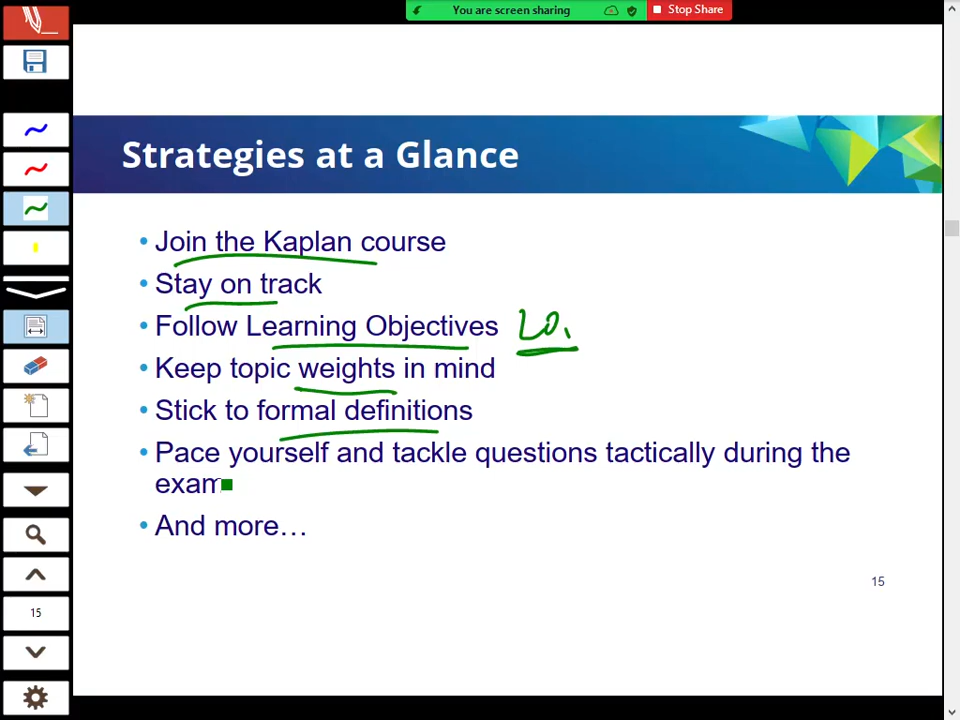 You are screen sharing
Stop Share
Strategies at a Glance
• Join the Kaplan course
• Stay on track
• Follow Learning Objectives LO.
• Keep topic weights in mind
• Stick to formal definitions
• Pace yourself and tackle questions tactically during the
exam
• And more…
15
15